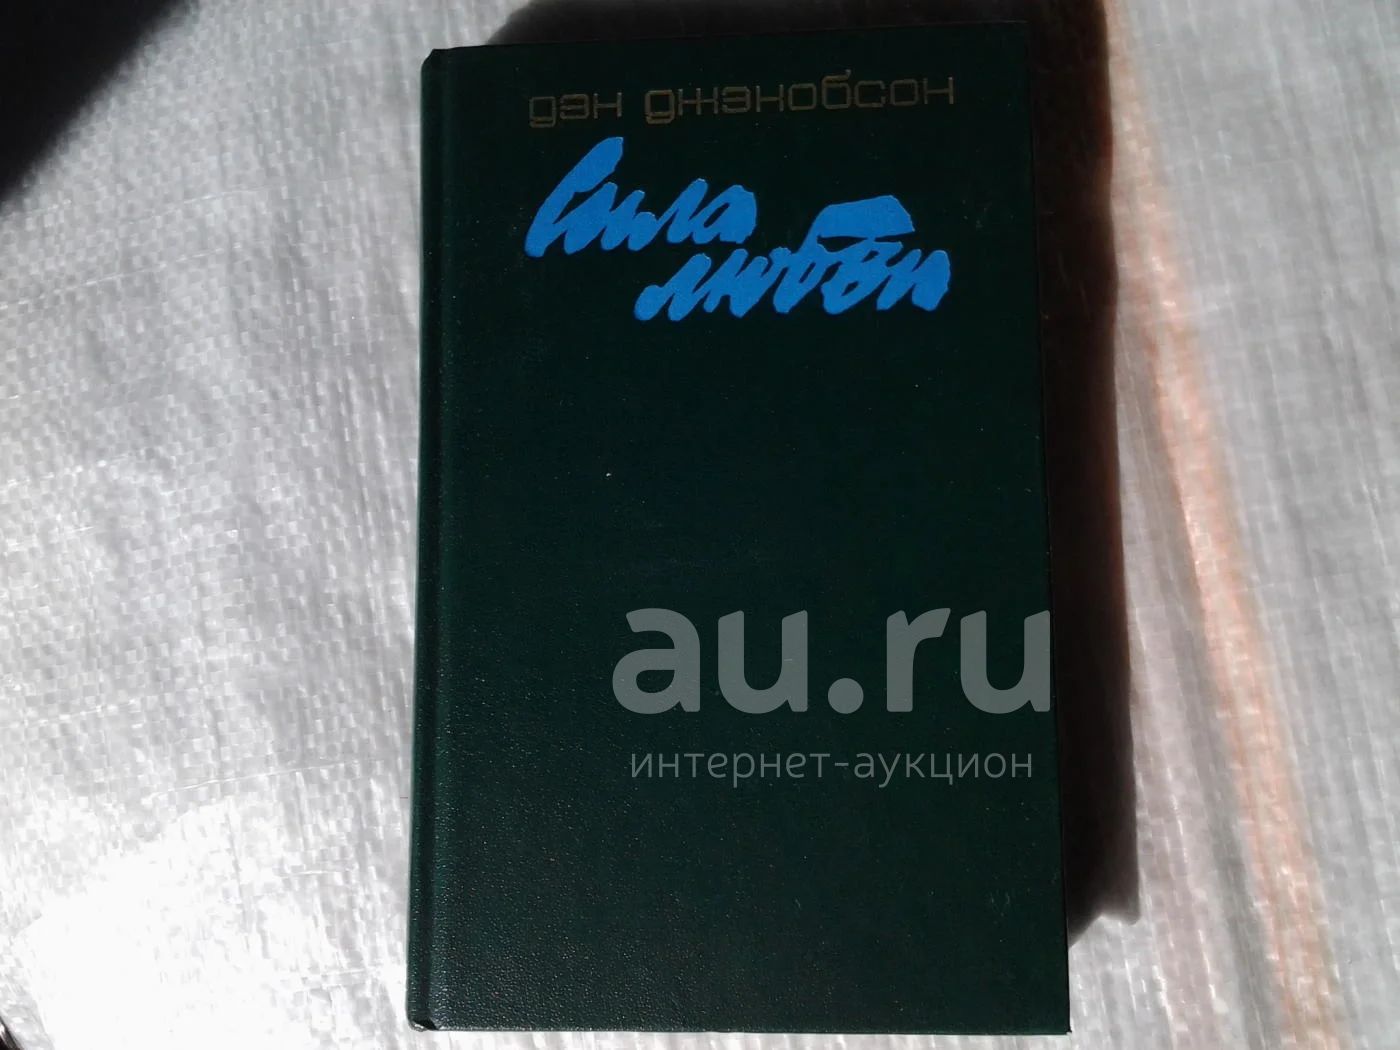 дэн джэкобсон
Сила
любви
au.ru
интернет-аукцион